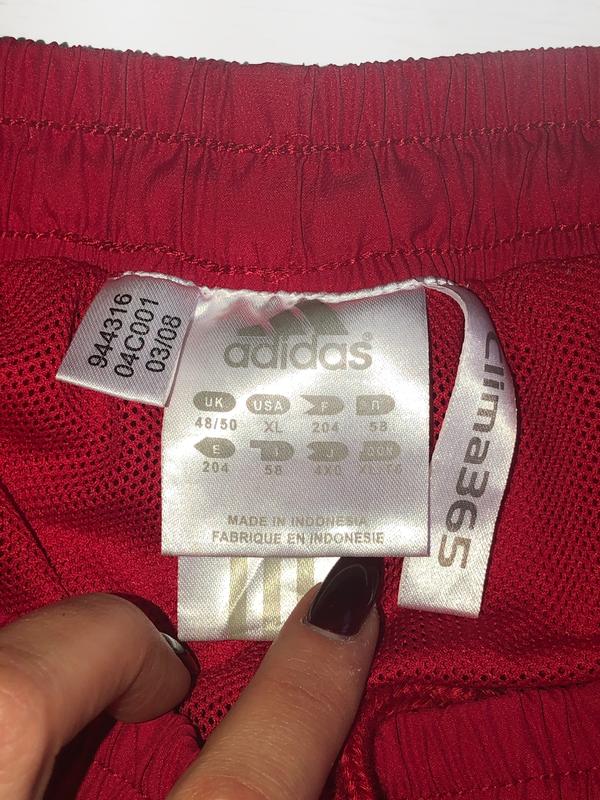 944316
04C001
03/08
adidas®
UK USA F
48/50 XL 204 58
E I J
204 58 4XO
MADE IN INDONESIA
FABRIQUE EN INDONÉSIE
clima365